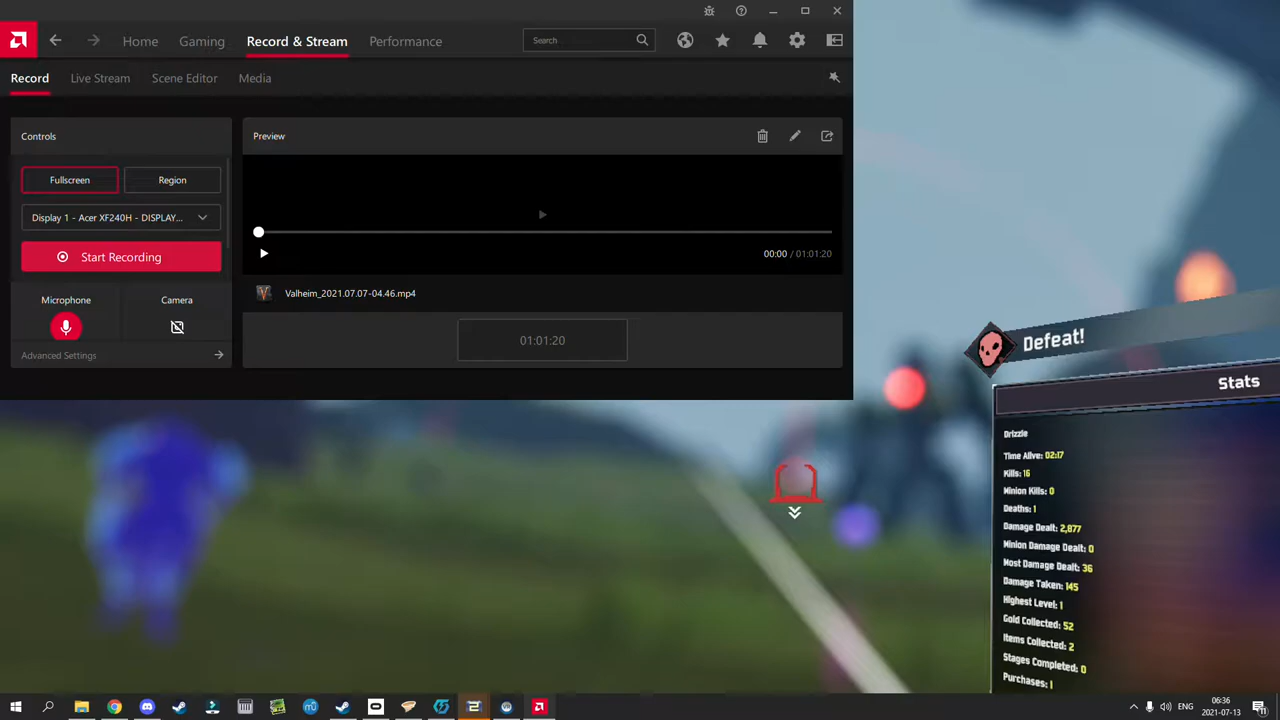 Home Gaming Record & Stream Performance Search
Record Live Stream Scene Editor Media
Controls
Fullscreen Region
Display 1 - Acer XF240H - DISPLAY...
Start Recording
Microphone Camera
Advanced Settings
Preview
00:00 / 01:01:20
Valheim_2021.07.07-04.46.mp4
01:01:20
Defeat!
Stats
Drizzle
Time Alive: 02:17
Kills: 16
Minion Kills: 0
Deaths: 1
Damage Dealt: 2,877
Minion Damage Dealt: 0
Most Damage Dealt: 36
Damage Taken: 145
Highest Level: 1
Gold Collected: 52
Items Collected: 2
Stages Completed: 0
Purchases: 1
ENG
06:36
2021-07-13
11